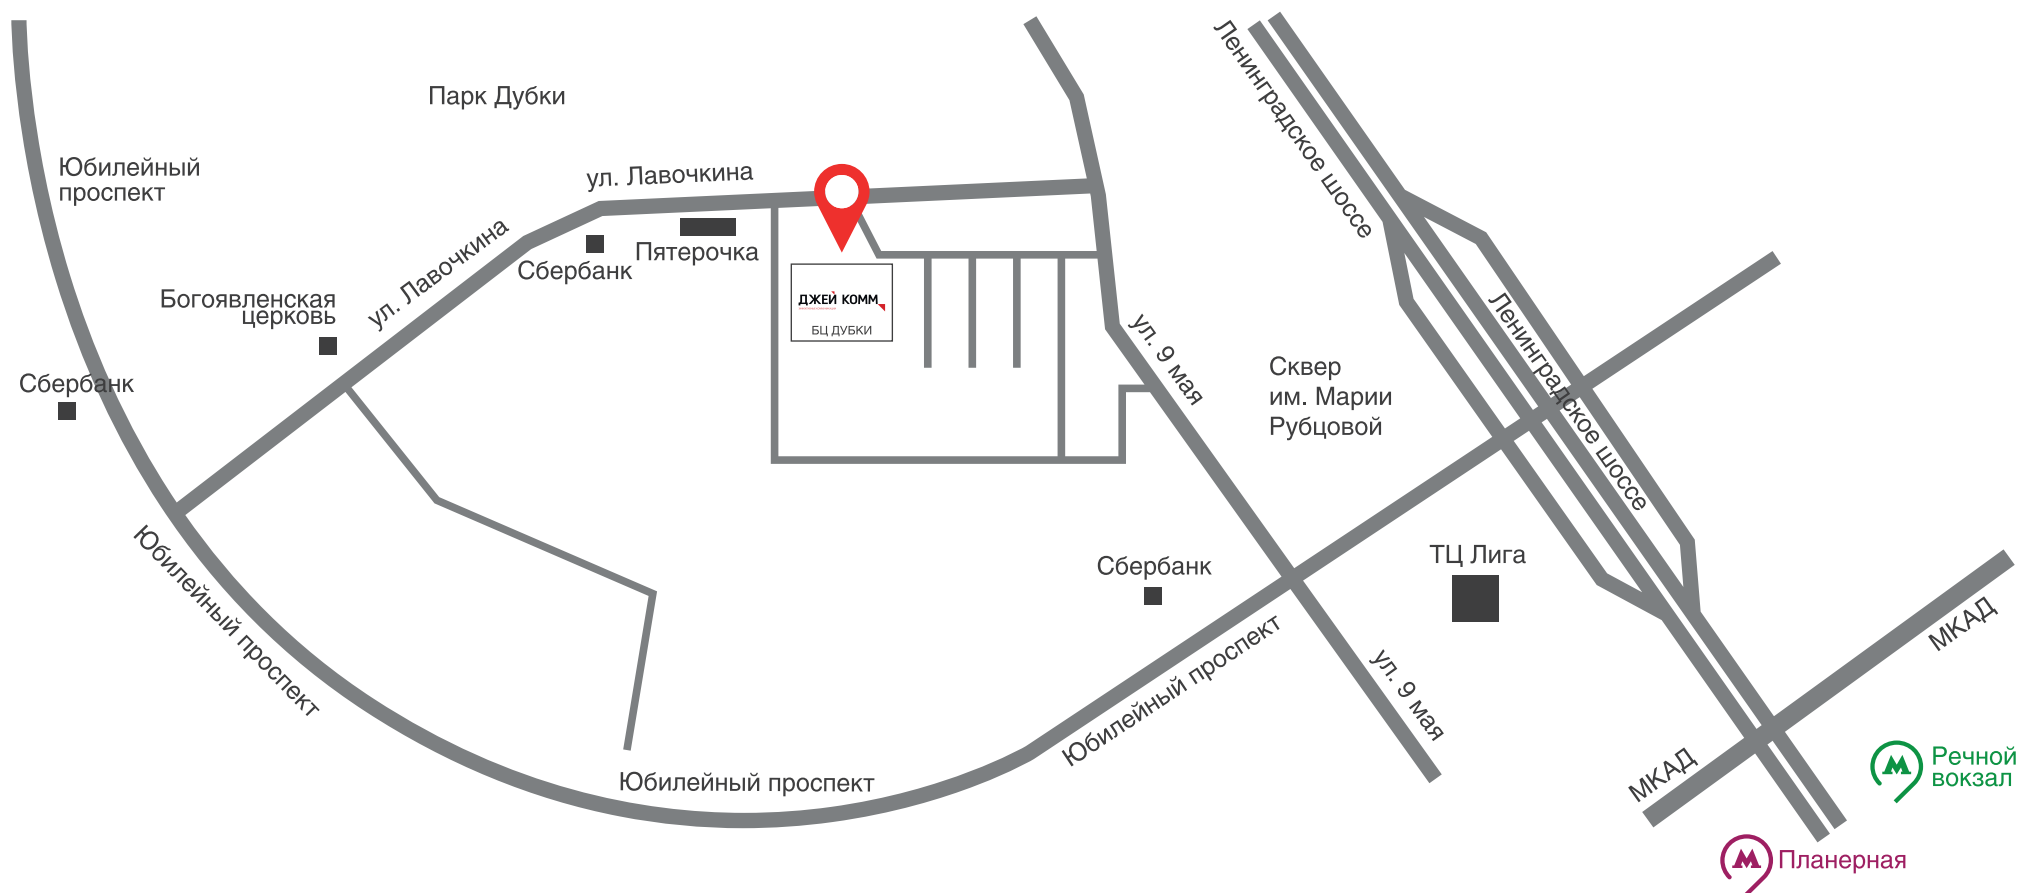 Ленинградское шоссе
Парк Дубки
Юбилейный
проспект
ул. Лавочкина
ул. Лавочкина
Пятерочка
Сбербанк
Богоявленская
церковь
ДЖЕЙ КОММ
БЦ ДУБКИ
Ленинградское шоссе
ул. 9 мая
Сквер
им. Марии
Рубцовой
Сбербанк
Юбилейный проспект
Сбербанк
ТЦ Лига
МКАД
Юбилейный проспект
ул. 9 мая
Юбилейный проспект
МКАД
М
Речной
вокзал
М
Планерная